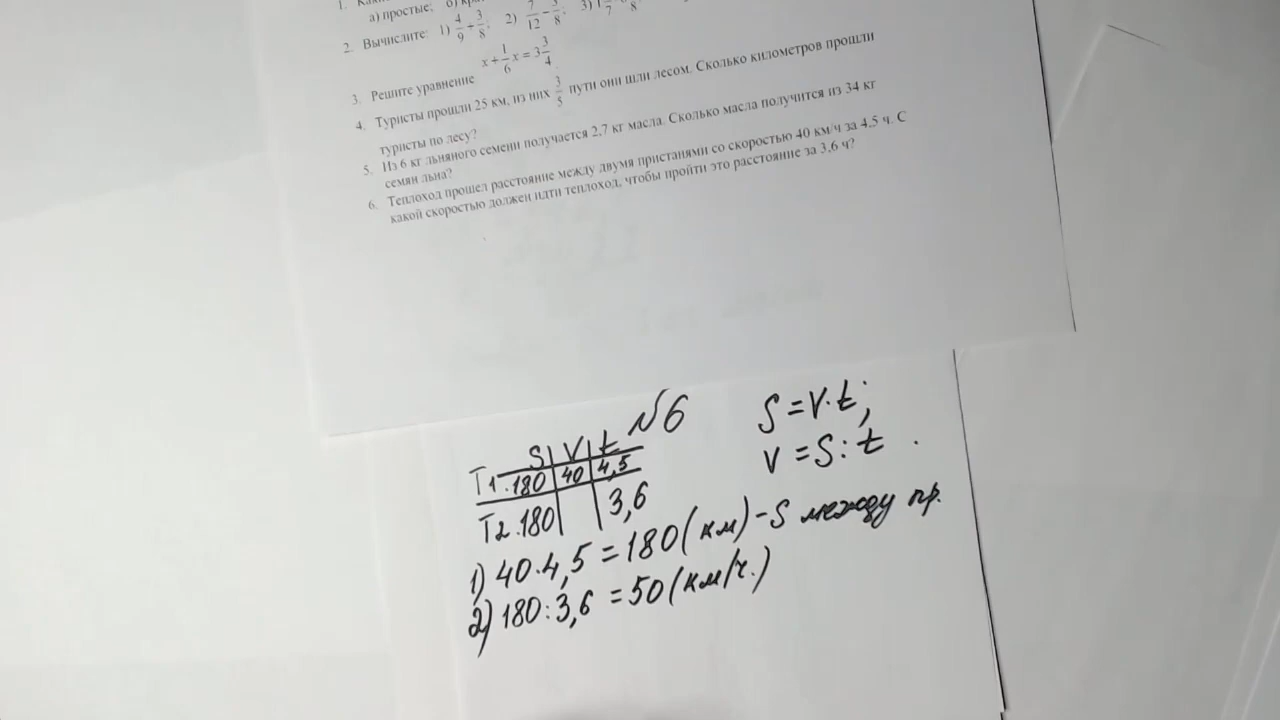 1.
а) простые; б)
2. Вычислите: 1) 4/9 + 3/8; 2) 7/12 − 3/8; 3)
3. Решите уравнение x + 1/6 x = 3 3/4
4. Туристы прошли 25 км, из них 3/5 пути они шли лесом. Сколько километров прошли
туристы по лесу?
5. Из 6 кг льняного семени получается 2,7 кг масла. Сколько масла получится из 34 кг
семян льна?
6. Теплоход прошел расстояние между двумя пристанями со скоростью 40 км/ч за 4,5 ч. С
какой скоростью должен идти теплоход, чтобы пройти это расстояние за 3,6 ч?
№6
S V t
T1. 180 40 4,5
T2. 180 3,6
S = V·t;
V = S : t.
1) 40·4,5 = 180 (км) - S между пр.
2) 180 : 3,6 = 50 (км/ч.)